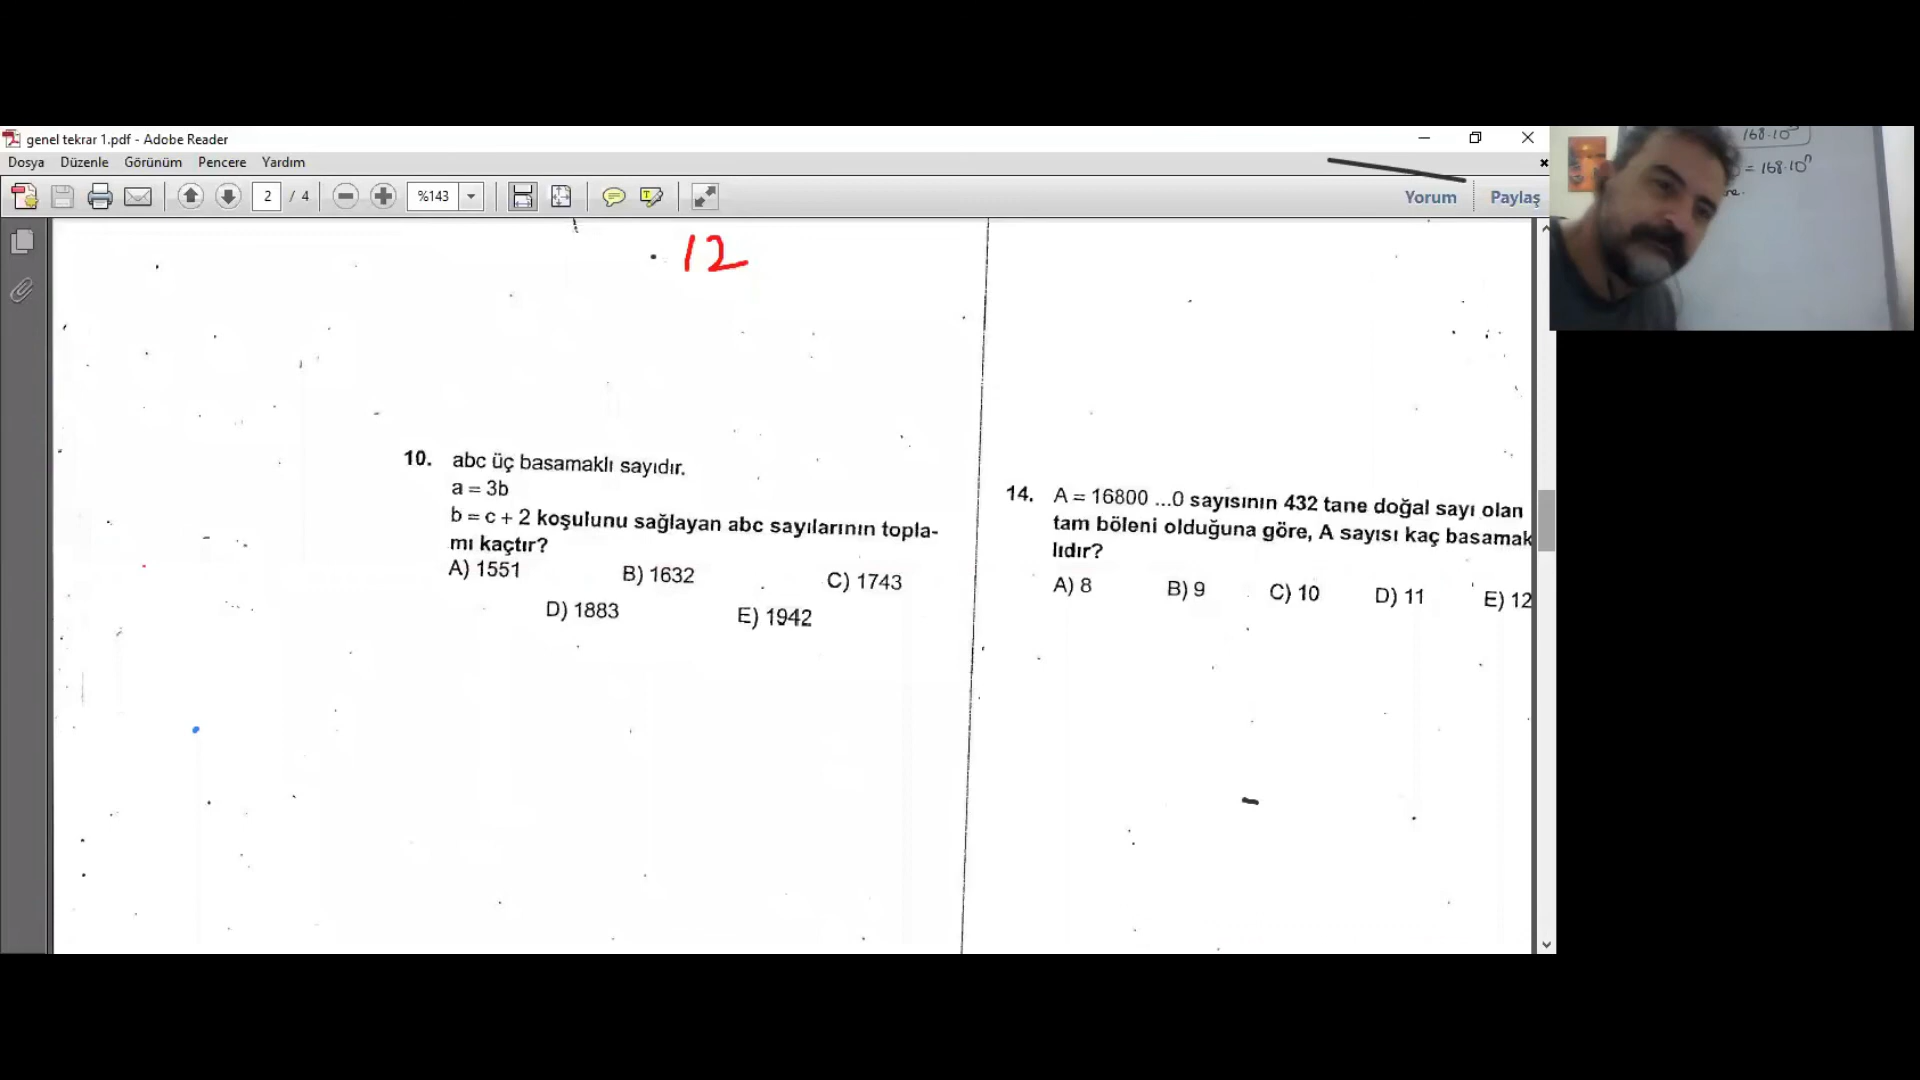 genel tekrar 1.pdf - Adobe Reader
Dosya Düzenle Görünüm Pencere Yardım
2 / 4 %143 Yorum Paylaş
168·10
= 168·10ⁿ
12
10. abc üç basamaklı sayıdır.
a = 3b
b = c + 2 koşulunu sağlayan abc sayılarının topla-
mı kaçtır?
A) 1551 B) 1632 C) 1743
D) 1883 E) 1942
14. A = 16800 ...0 sayısının 432 tane doğal sayı olan
tam böleni olduğuna göre, A sayısı kaç basamak
lıdır?
A) 8 B) 9 C) 10 D) 11 E) 12